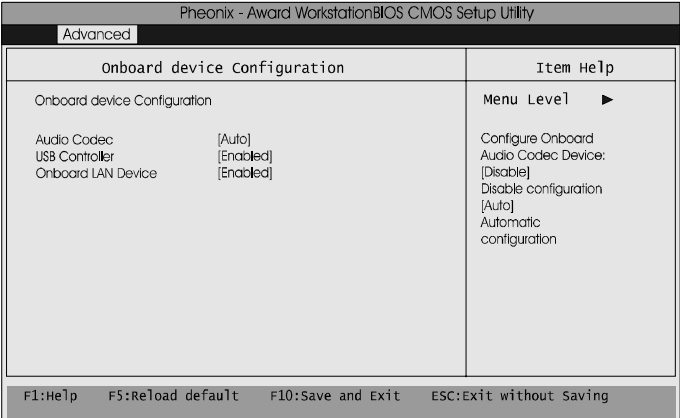 Pheonix - Award WorkstationBIOS CMOS Setup Utility
Advanced
Onboard device Configuration
Onboard device Configuration
Audio Codec [Auto]
USB Controller [Enabled]
Onboard LAN Device [Enabled]
Item Help
Menu Level ▶
Configure Onboard
Audio Codec Device:
[Disable]
Disable configuration
[Auto]
Automatic
configuration
F1:Help F5:Reload default F10:Save and Exit ESC:Exit without Saving